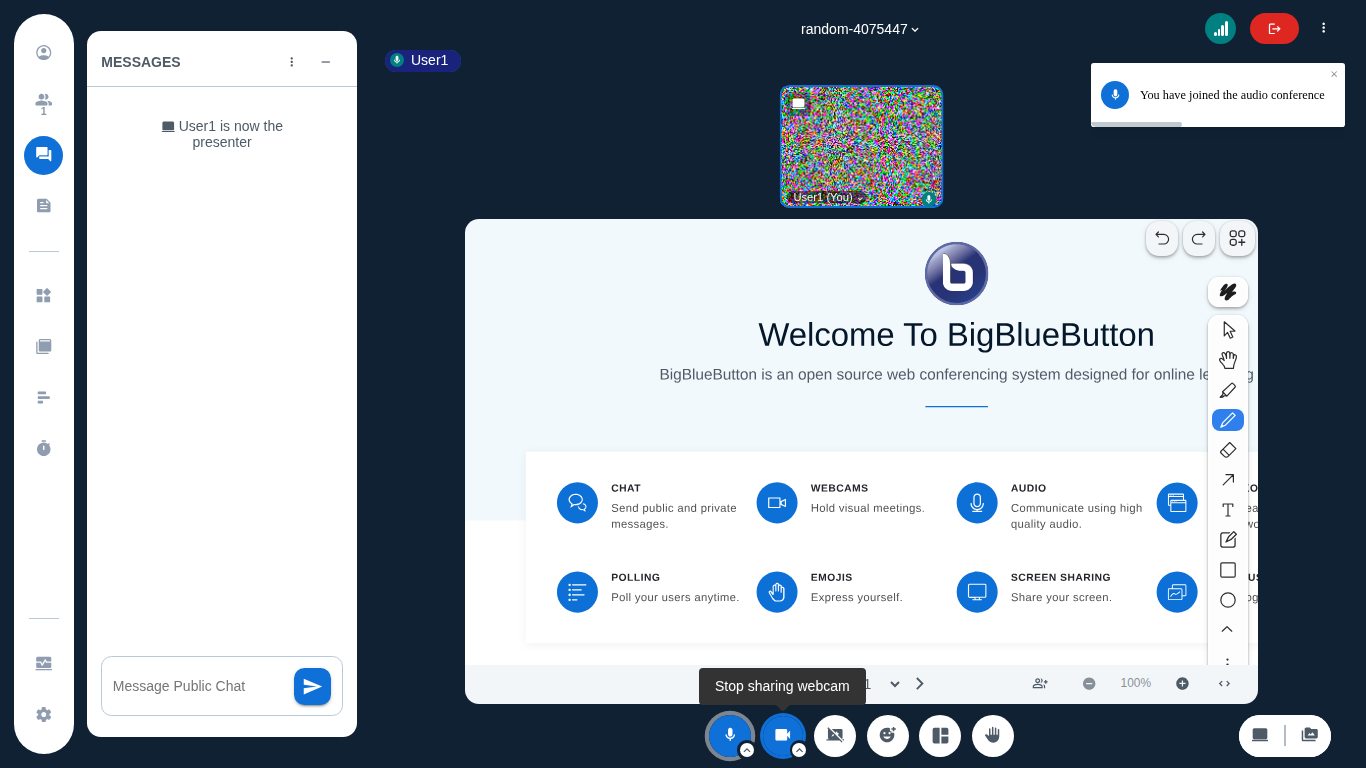 random-4075447
MESSAGES
User1
You have joined the audio conference
1
User1 is now the
presenter
User1 (You)
Welcome To BigBlueButton
BigBlueButton is an open source web conferencing system designed for online
CHAT
Send public and private
messages.
WEBCAMS
Hold visual meetings.
AUDIO
Communicate using high
quality audio.
POLLING
Poll your users anytime.
EMOJIS
Express yourself.
SCREEN SHARING
Share your screen.
Message Public Chat
Stop sharing webcam
1
100%